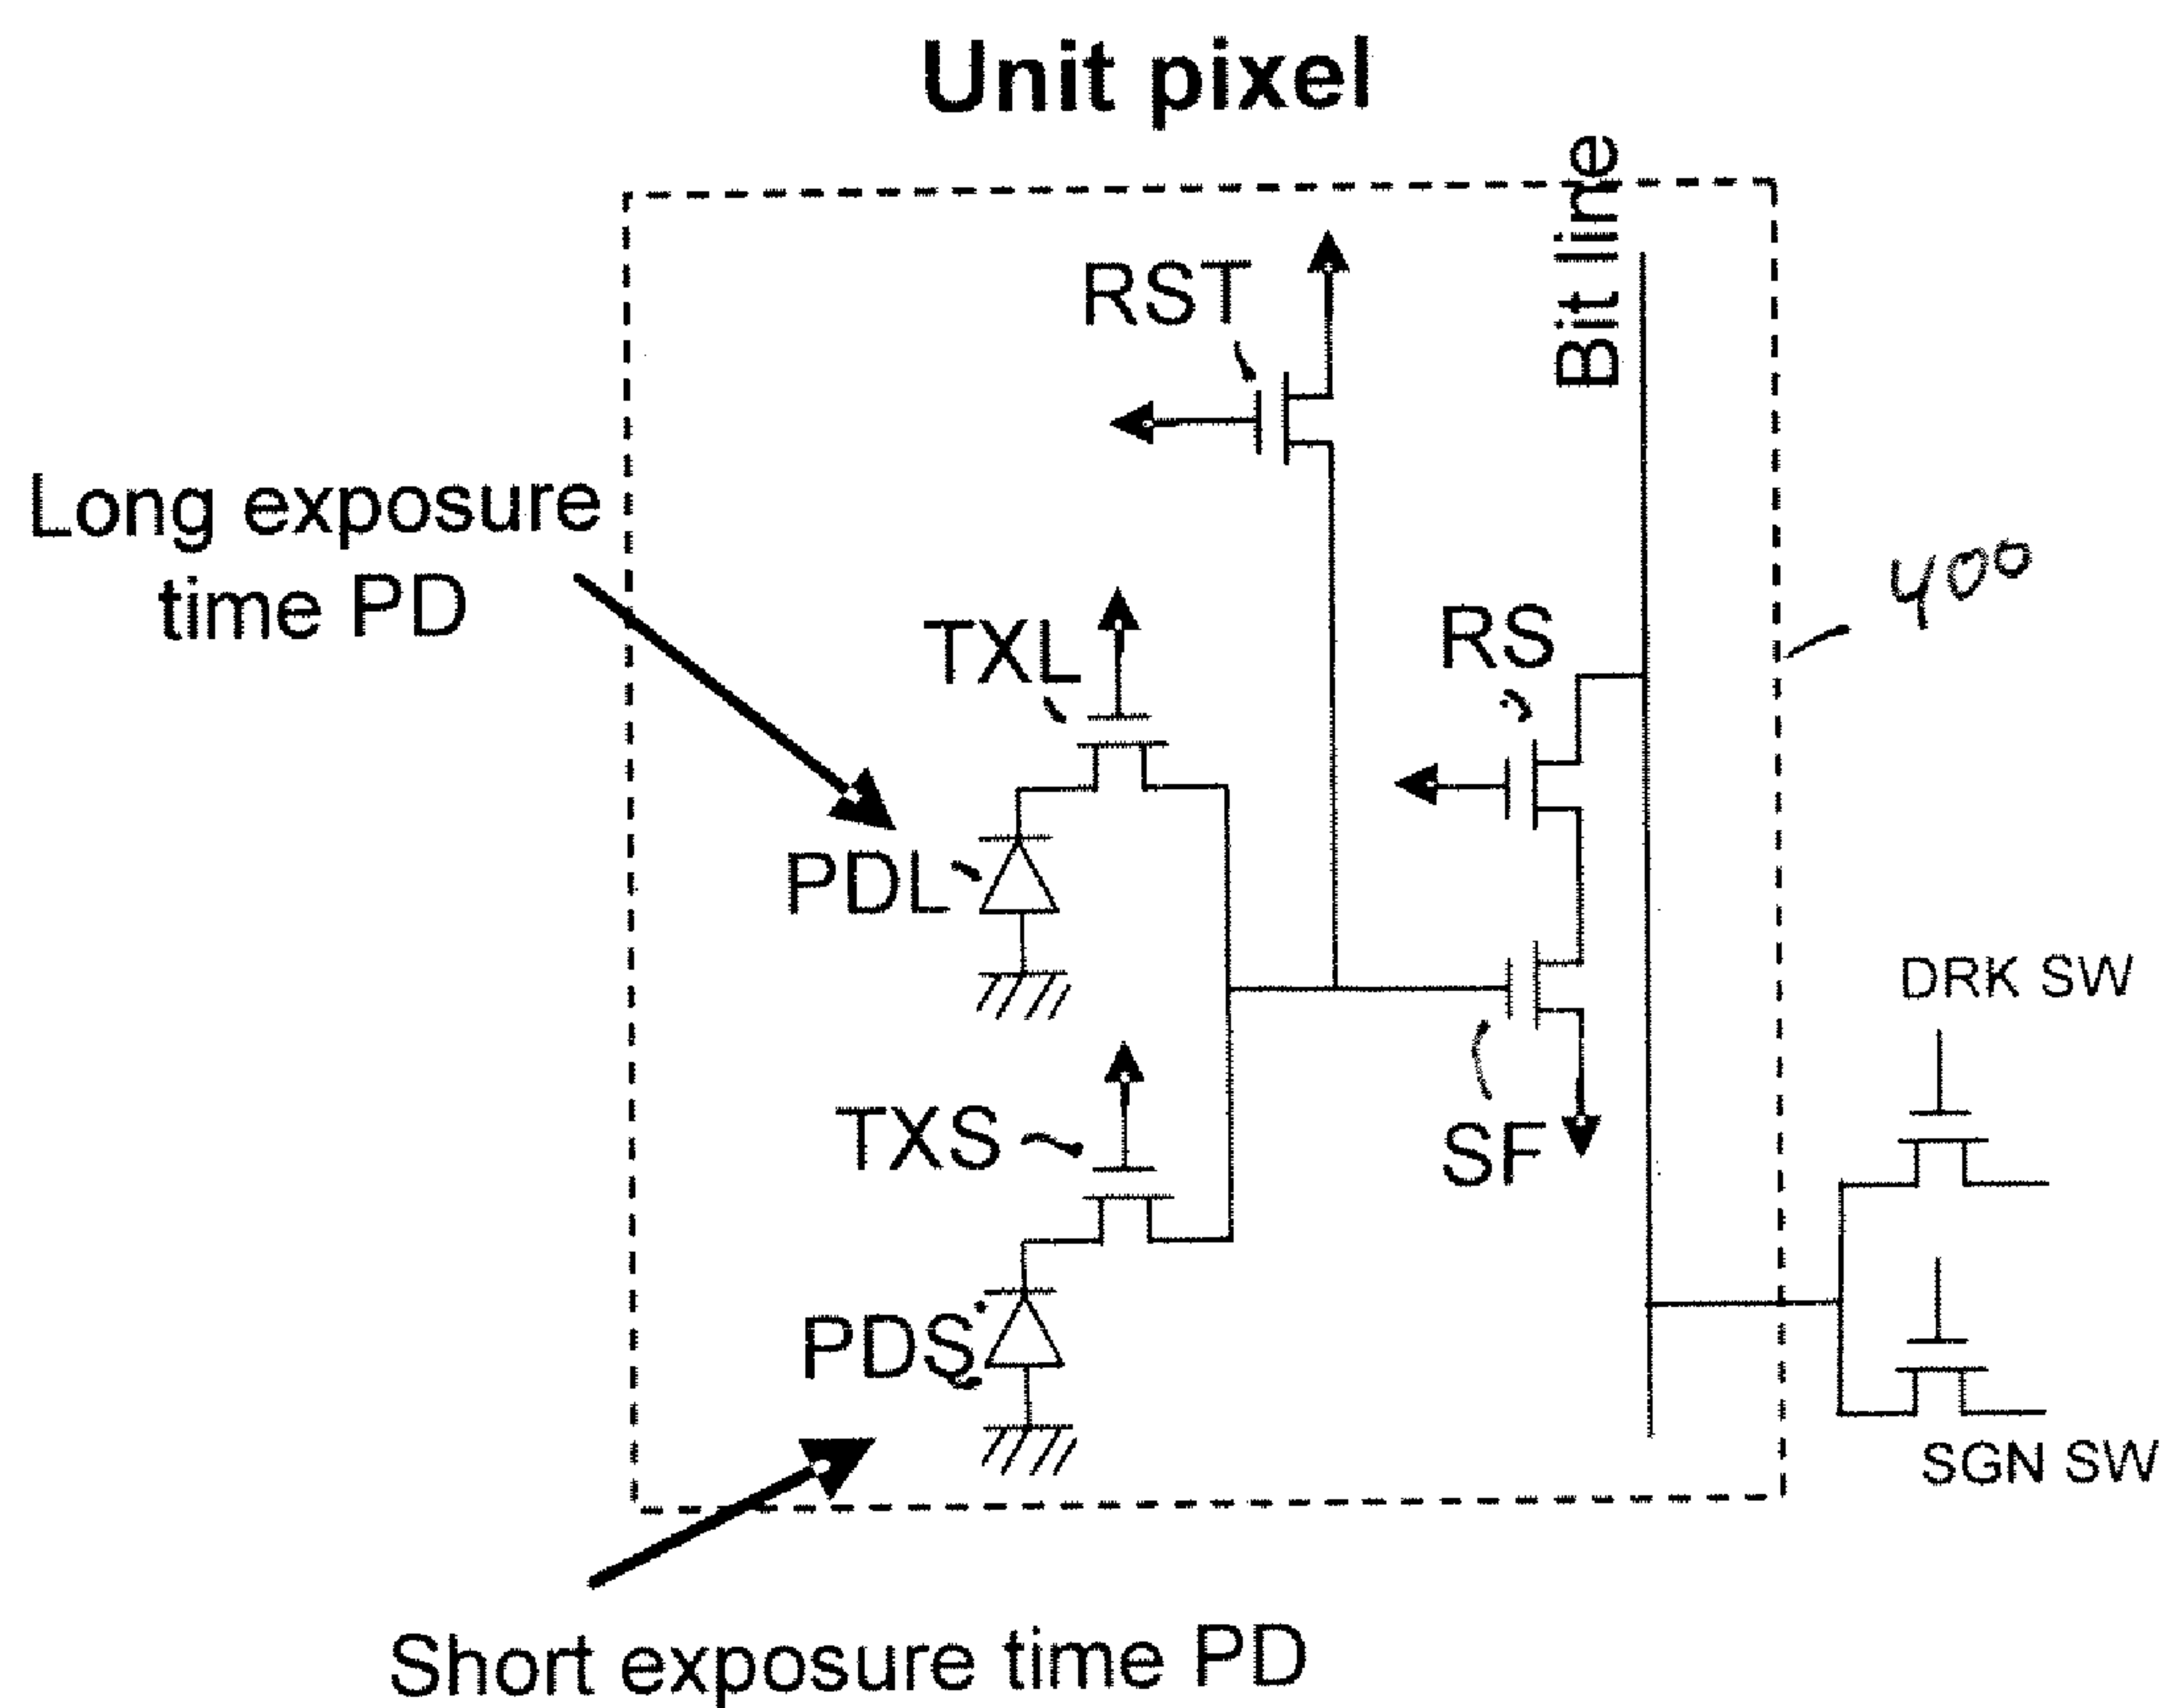 Unit pixel
Bit line
RST
Long exposure
time PD
400
TXL
RS
PDL
DRK SW
TXS
SF
PDS
SGN SW
Short exposure time PD